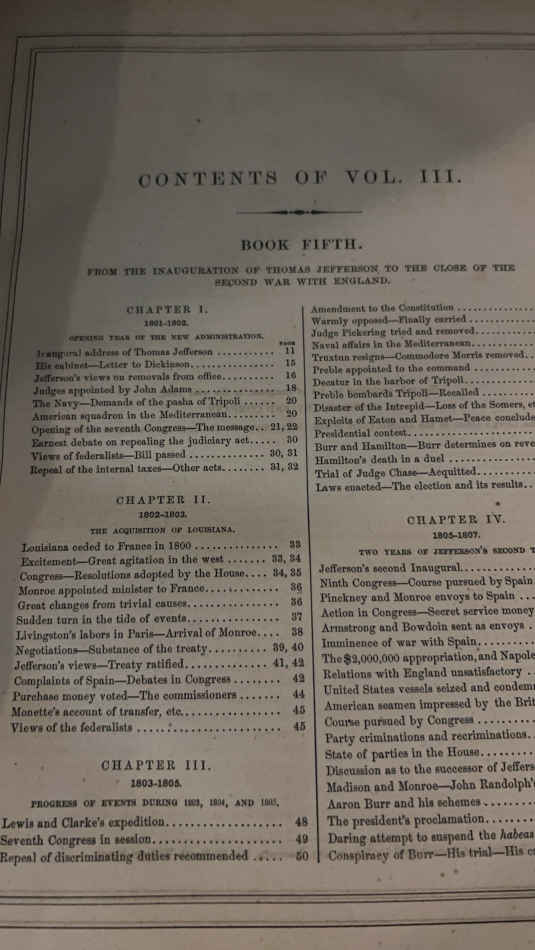 CONTENTS OF VOL. III.
BOOK FIFTH.
FROM THE INAUGURATION OF THOMAS JEFFERSON TO THE CLOSE OF THE
SECOND WAR WITH ENGLAND.
CHAPTER I.
1801-1802.
OPENING YEAR OF THE NEW ADMINISTRATION.
PAGE
Inaugural address of Thomas Jefferson ........... 11
His cabinet—Letter to Dickinson................ 15
Jefferson's views on removals from office.......... 16
Judges appointed by John Adams ............... 18
The Navy—Demands of the pasha of Tripoli ...... 20
American squadron in the Mediterranean......... 20
Opening of the seventh Congress—The message.. 21, 22
Earnest debate on repealing the judiciary act..... 30
Views of federalists—Bill passed .............. 30, 31
Repeal of the internal taxes—Other acts........ 31, 32
CHAPTER II.
1802-1803.
THE ACQUISITION OF LOUISIANA.
Louisiana ceded to France in 1800 .............. 33
Excitement—Great agitation in the west ....... 33, 34
Congress—Resolutions adopted by the House.... 34, 35
Monroe appointed minister to France............ 36
Great changes from trivial causes............... 36
Sudden turn in the tide of events............... 37
Livingston's labors in Paris—Arrival of Monroe.... 38
Negotiations—Substance of the treaty.......... 39, 40
Jefferson's views—Treaty ratified.............. 41, 42
Complaints of Spain—Debates in Congress ........ 42
Purchase money voted—The commissioners ....... 44
Monette's account of transfer, etc................ 45
Views of the federalists ..................... 45
CHAPTER III.
1803-1805.
PROGRESS OF EVENTS DURING 1803, 1804, AND 1805.
Lewis and Clarke's expedition.................... 48
Seventh Congress in session..................... 49
Repeal of discriminating duties recommended ..... 50
Amendment to the Constitution ..............
Warmly opposed—Finally carried ............
Judge Pickering tried and removed...........
Naval affairs in the Mediterranean............
Truxtun resigns—Commodore Morris removed..
Preble appointed to the command ...........
Decatur in the harbor of Tripoli..............
Preble bombards Tripoli—Recalled ..........
Disaster of the Intrepid—Loss of the Somers, et
Exploits of Eaton and Hamet—Peace conclude
Presidential contest........................
Burr and Hamilton—Burr determines on reve
Hamilton's death in a duel .................
Trial of Judge Chase—Acquitted.............
Laws enacted—The election and its results..
CHAPTER IV.
1805-1807.
TWO YEARS OF JEFFERSON'S SECOND T
Jefferson's second Inaugural..............
Ninth Congress—Course pursued by Spain
Pinckney and Monroe envoys to Spain ...
Action in Congress—Secret service money
Armstrong and Bowdoin sent as envoys .
Imminence of war with Spain.........
The $2,000,000 appropriation, and Napole
Relations with England unsatisfactory ..
United States vessels seized and condem
American seamen impressed by the Brit
Course pursued by Congress .........
Party criminations and recriminations..
State of parties in the House.........
Discussion as to the successor of Jeffers
Madison and Monroe—John Randolph'
Aaron Burr and his schemes .........
The president's proclamation........
Daring attempt to suspend the habeas
Conspiracy of Burr—His trial—His c